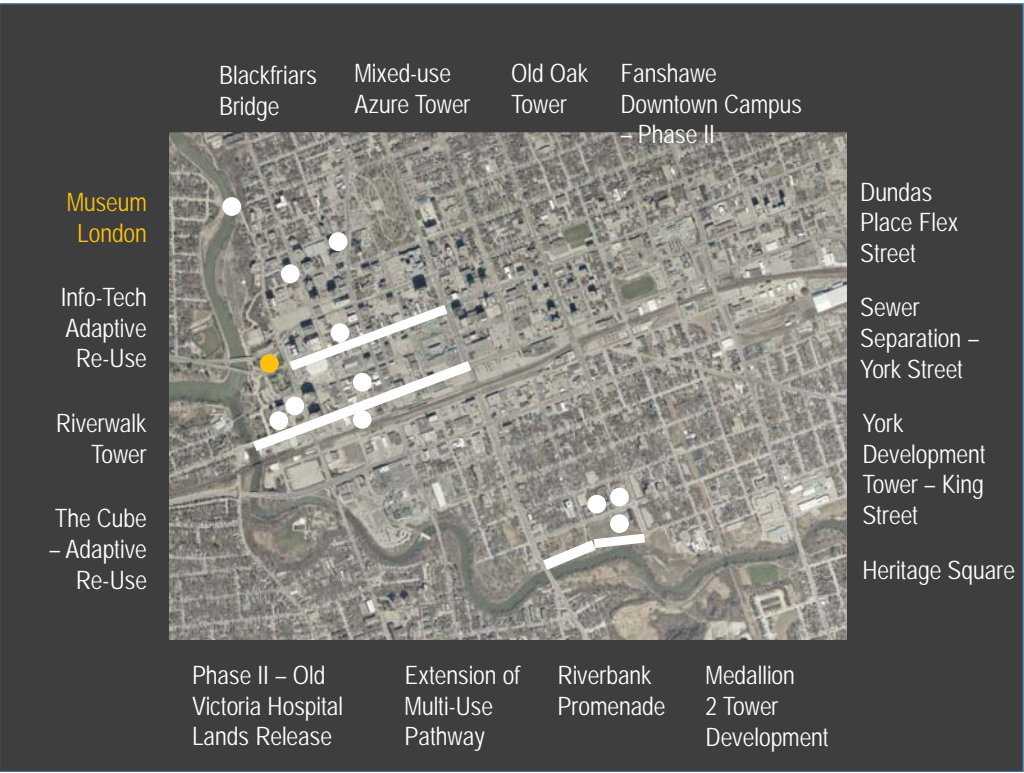 Blackfriars
Bridge
Mixed-use
Azure Tower
Old Oak
Tower
Fanshawe
Downtown Campus
– Phase II
Museum
London
Info-Tech
Adaptive
Re-Use
Riverwalk
Tower
The Cube
– Adaptive
Re-Use
Dundas
Place Flex
Street
Sewer
Separation –
York Street
York
Development
Tower – King
Street
Heritage Square
Phase II – Old
Victoria Hospital
Lands Release
Extension of
Multi-Use
Pathway
Riverbank
Promenade
Medallion
2 Tower
Development